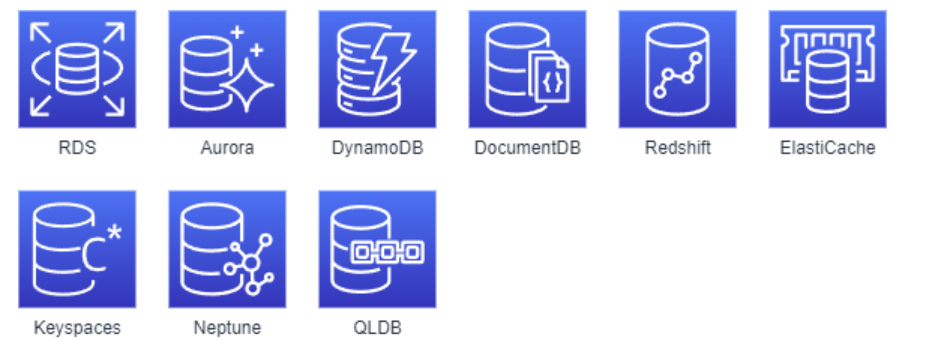 RDS Aurora DynamoDB DocumentDB Redshift ElastiCache
C*
Keyspaces Neptune QLDB